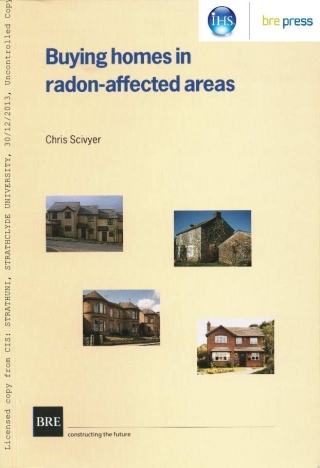 IHS
bre press
Buying homes in
radon-affected areas
Chris Scivyer
BRE
constructing the future
Licensed copy from CIS: STRATHUNI, STRATHCLYDE UNIVERSITY, 30/12/2013, Uncontrolled Copy